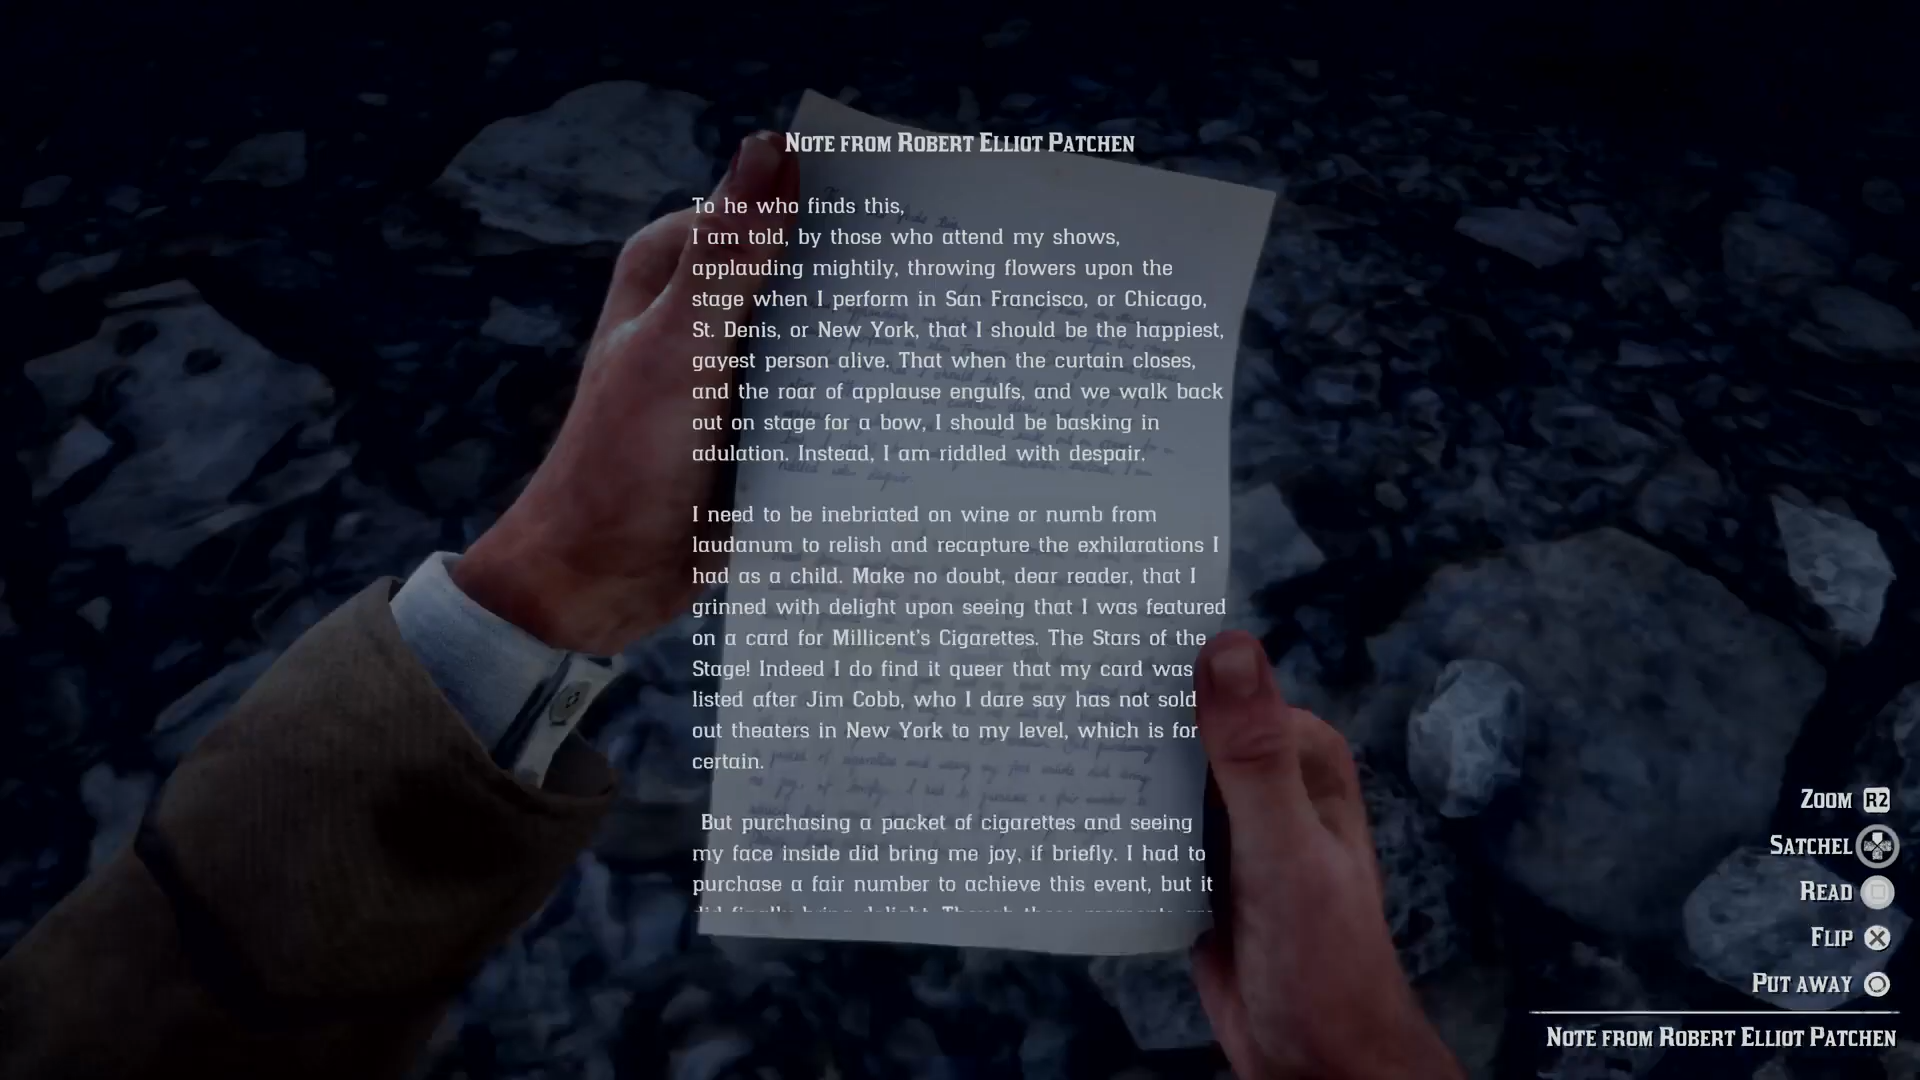 Note from Robert Elliot Patchen
To he who finds this,
I am told, by those who attend my shows,
applauding mightily, throwing flowers upon the
stage when I perform in San Francisco, or Chicago,
St. Denis, or New York, that I should be the happiest,
gayest person alive. That when the curtain closes,
and the roar of applause engulfs, and we walk back
out on stage for a bow, I should be basking in
adulation. Instead, I am riddled with despair.
I need to be inebriated on wine or numb from
laudanum to relish and recapture the exhilarations I
had as a child. Make no doubt, dear reader, that I
grinned with delight upon seeing that I was featured
on a card for Millicent's Cigarettes. The Stars of the
Stage! Indeed I do find it queer that my card was
listed after Jim Cobb, who I dare say has not sold
out theaters in New York to my level, which is for
certain.
But purchasing a packet of cigarettes and seeing
my face inside did bring me joy, if briefly. I had to
purchase a fair number to achieve this event, but it
did finally bring delight. Though these moments are
Zoom R2
Satchel
Read
Flip
Put away
Note from Robert Elliot Patchen